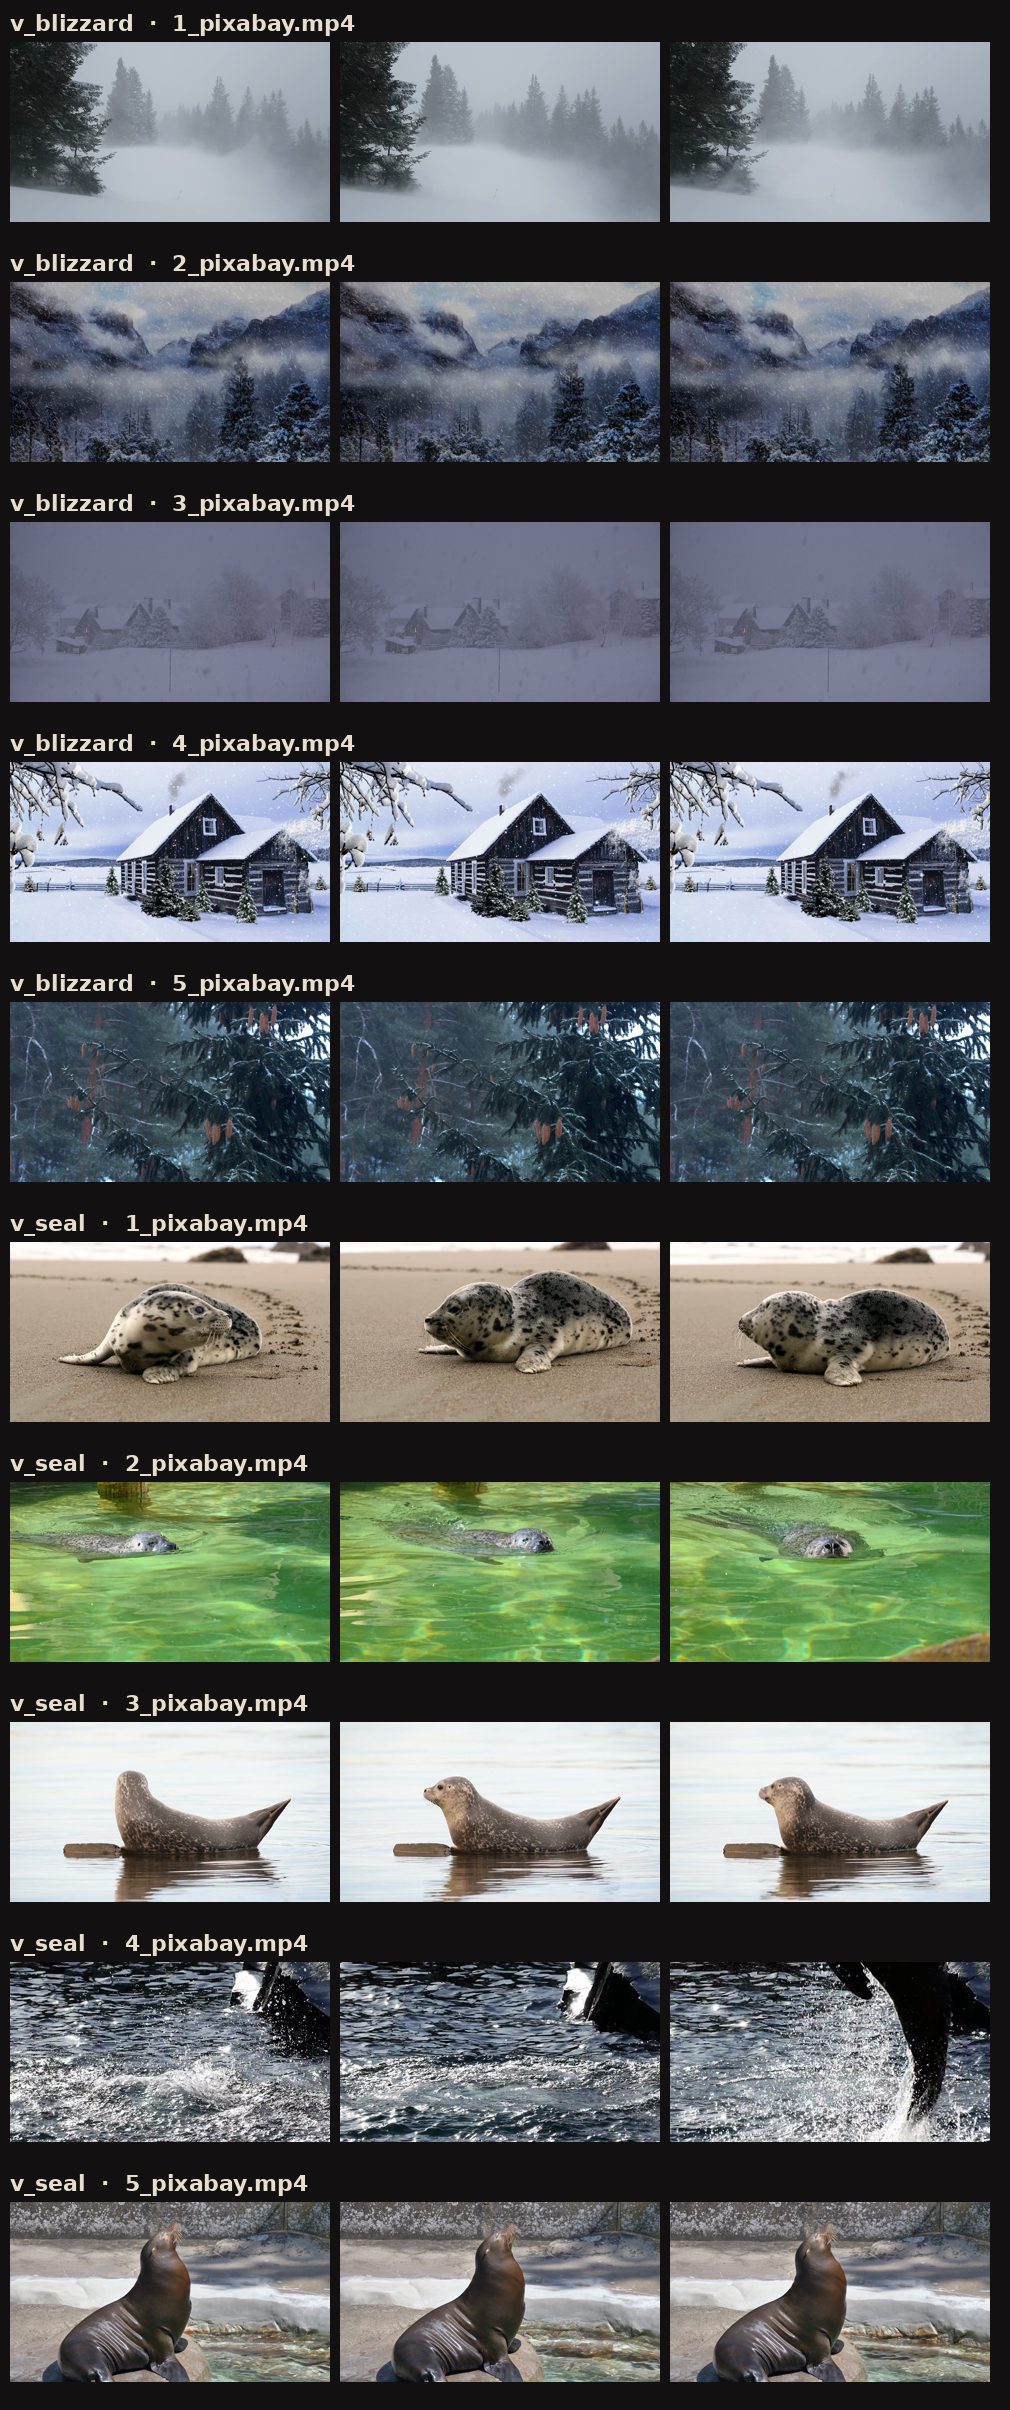 v_blizzard · 1_pixabay.mp4
v_blizzard · 2_pixabay.mp4
v_blizzard · 3_pixabay.mp4
v_blizzard · 4_pixabay.mp4
v_blizzard · 5_pixabay.mp4
v_seal · 1_pixabay.mp4
v_seal · 2_pixabay.mp4
v_seal · 3_pixabay.mp4
v_seal · 4_pixabay.mp4
v_seal · 5_pixabay.mp4